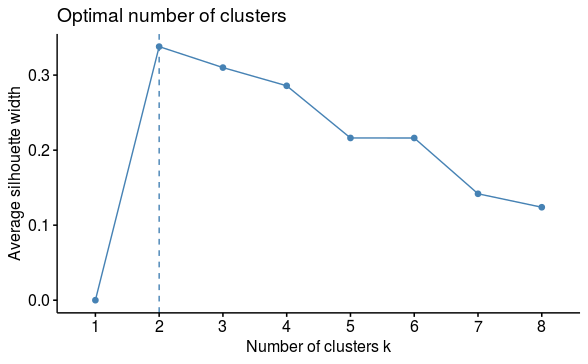 Optimal number of clusters
Average silhouette width
0.3
0.2
0.1
0.0
1 2 3 4 5 6 7 8
Number of clusters k